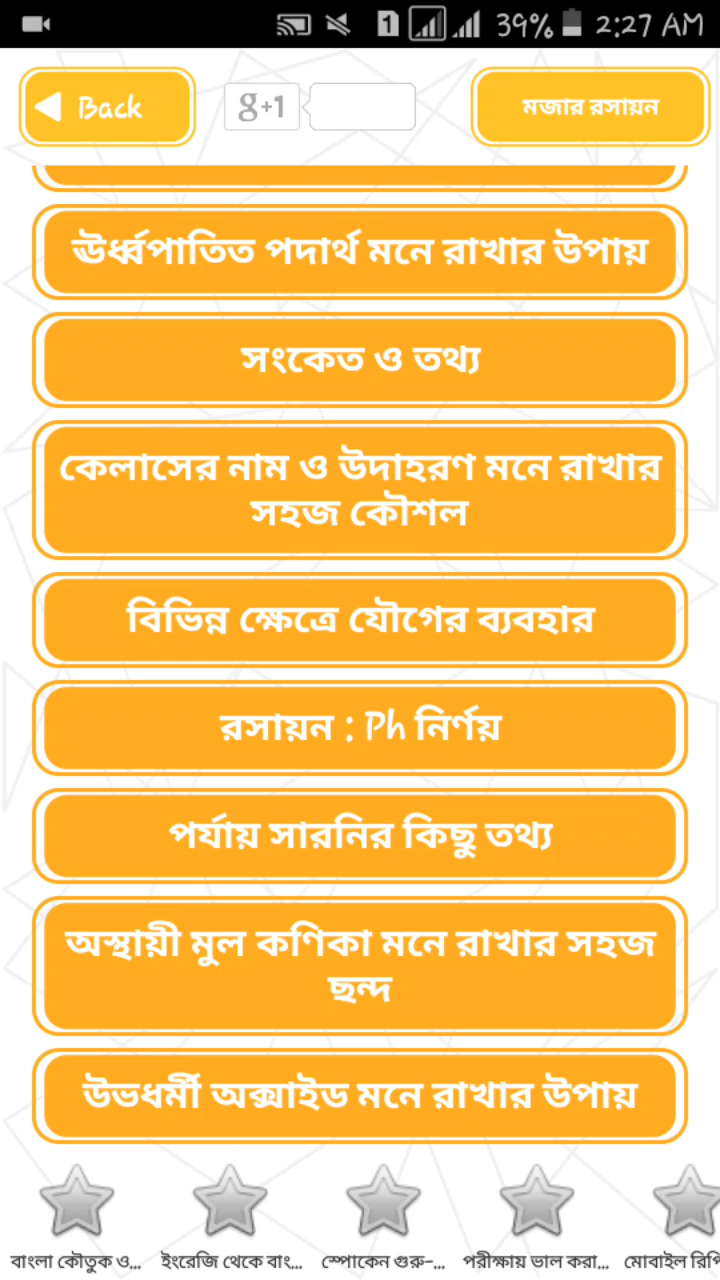 39% 2:27 AM
Back
g+1
মজার রসায়ন
ঊর্ধ্বপাতিত পদার্থ মনে রাখার উপায়
সংকেত ও তথ্য
কেলাসের নাম ও উদাহরণ মনে রাখার
সহজ কৌশল
বিভিন্ন ক্ষেত্রে যৌগের ব্যবহার
রসায়ন : Ph নির্ণয়
পর্যায় সারনির কিছু তথ্য
অস্থায়ী মুল কণিকা মনে রাখার সহজ
ছন্দ
উভধর্মী অক্সাইড মনে রাখার উপায়
বাংলা কৌতুক ও... ইংরেজি থেকে বাং... স্পোকেন গুরু-... পরীক্ষায় ভাল করা... মোবাইল রিপি